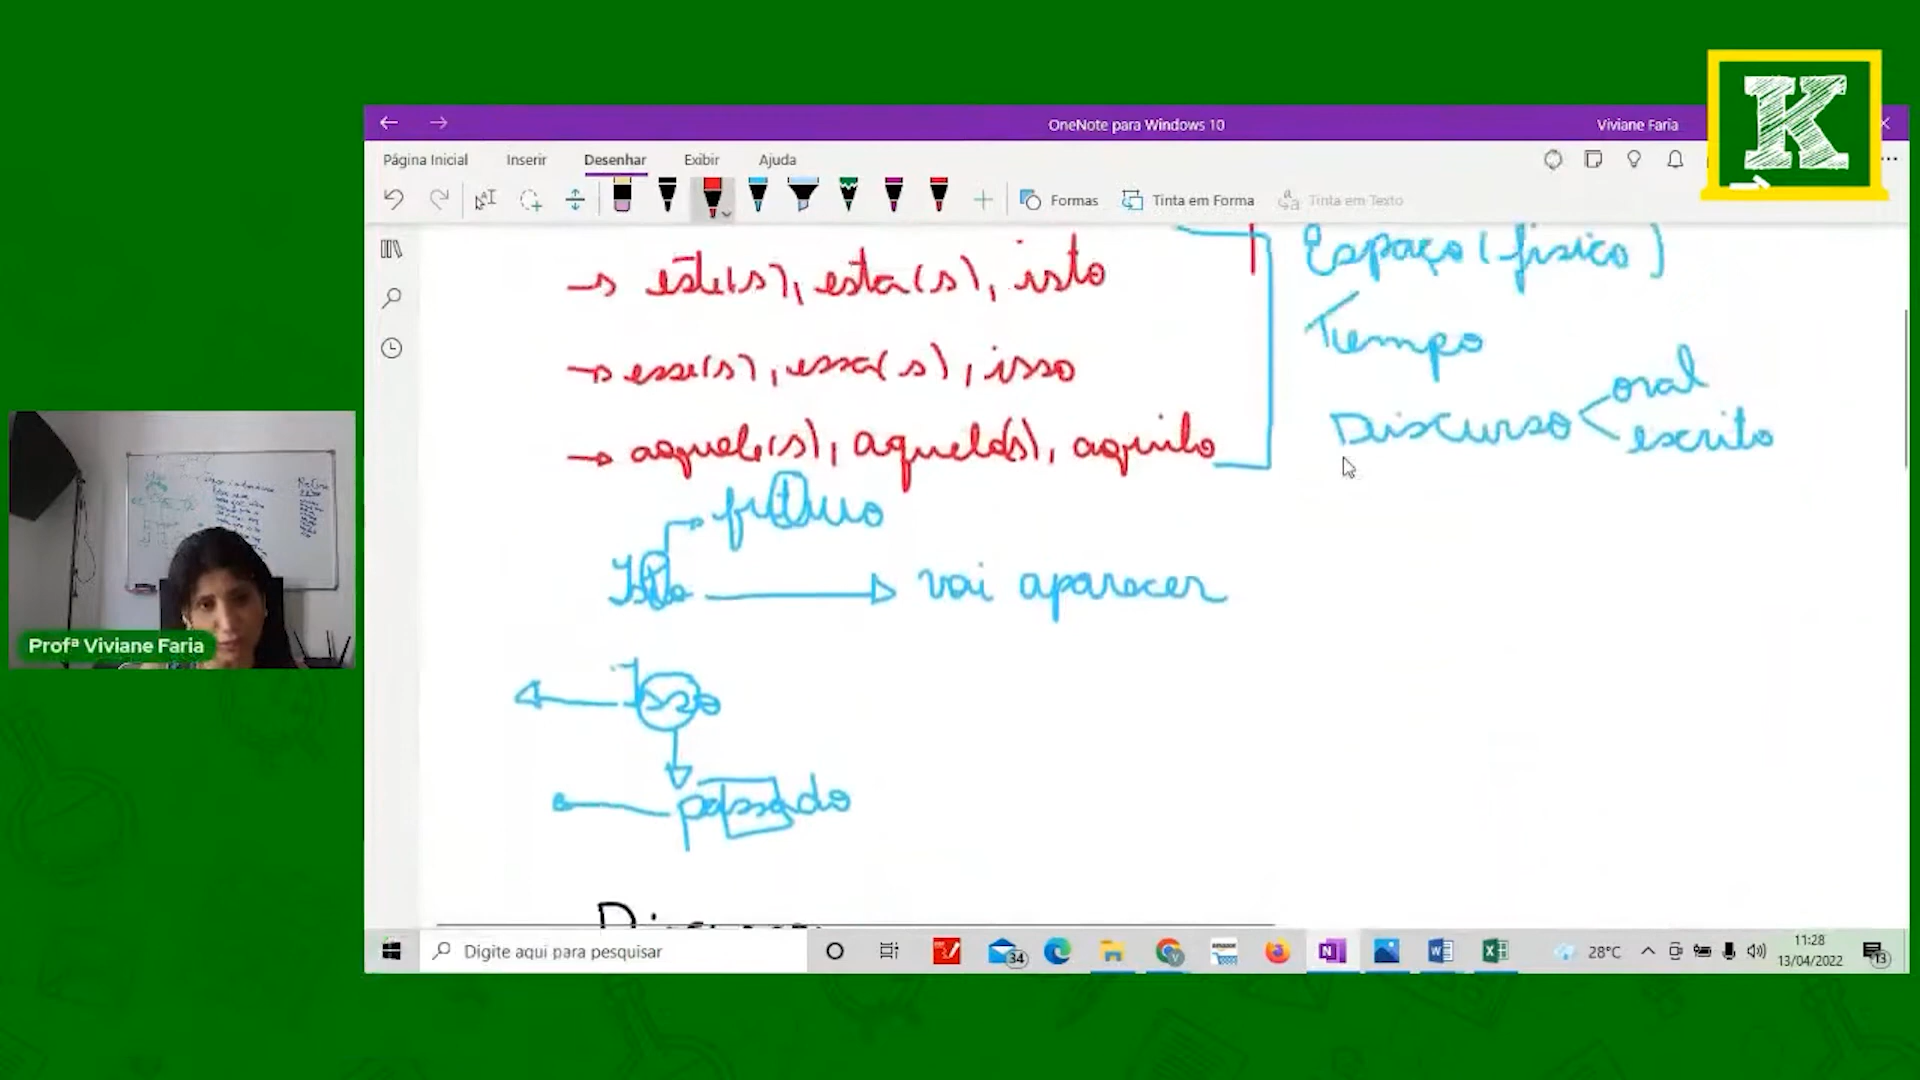 K
OneNote para Windows 10
Viviane Faria
Página Inicial Inserir Desenhar Exibir Ajuda
Formas Tinta em Forma Tinta em Texto
→ este(s), esta(s), isto
→ esse(s), essa(s), isso
→ aquele(s), aquela(s), aquilo
Espaço (físico)
Tempo
Discurso
oral
escrito
futuro
Isto → vai aparecer
Isso
passado
Profª Viviane Faria
Digite aqui para pesquisar
34
28°C
11:28
13/04/2022
13